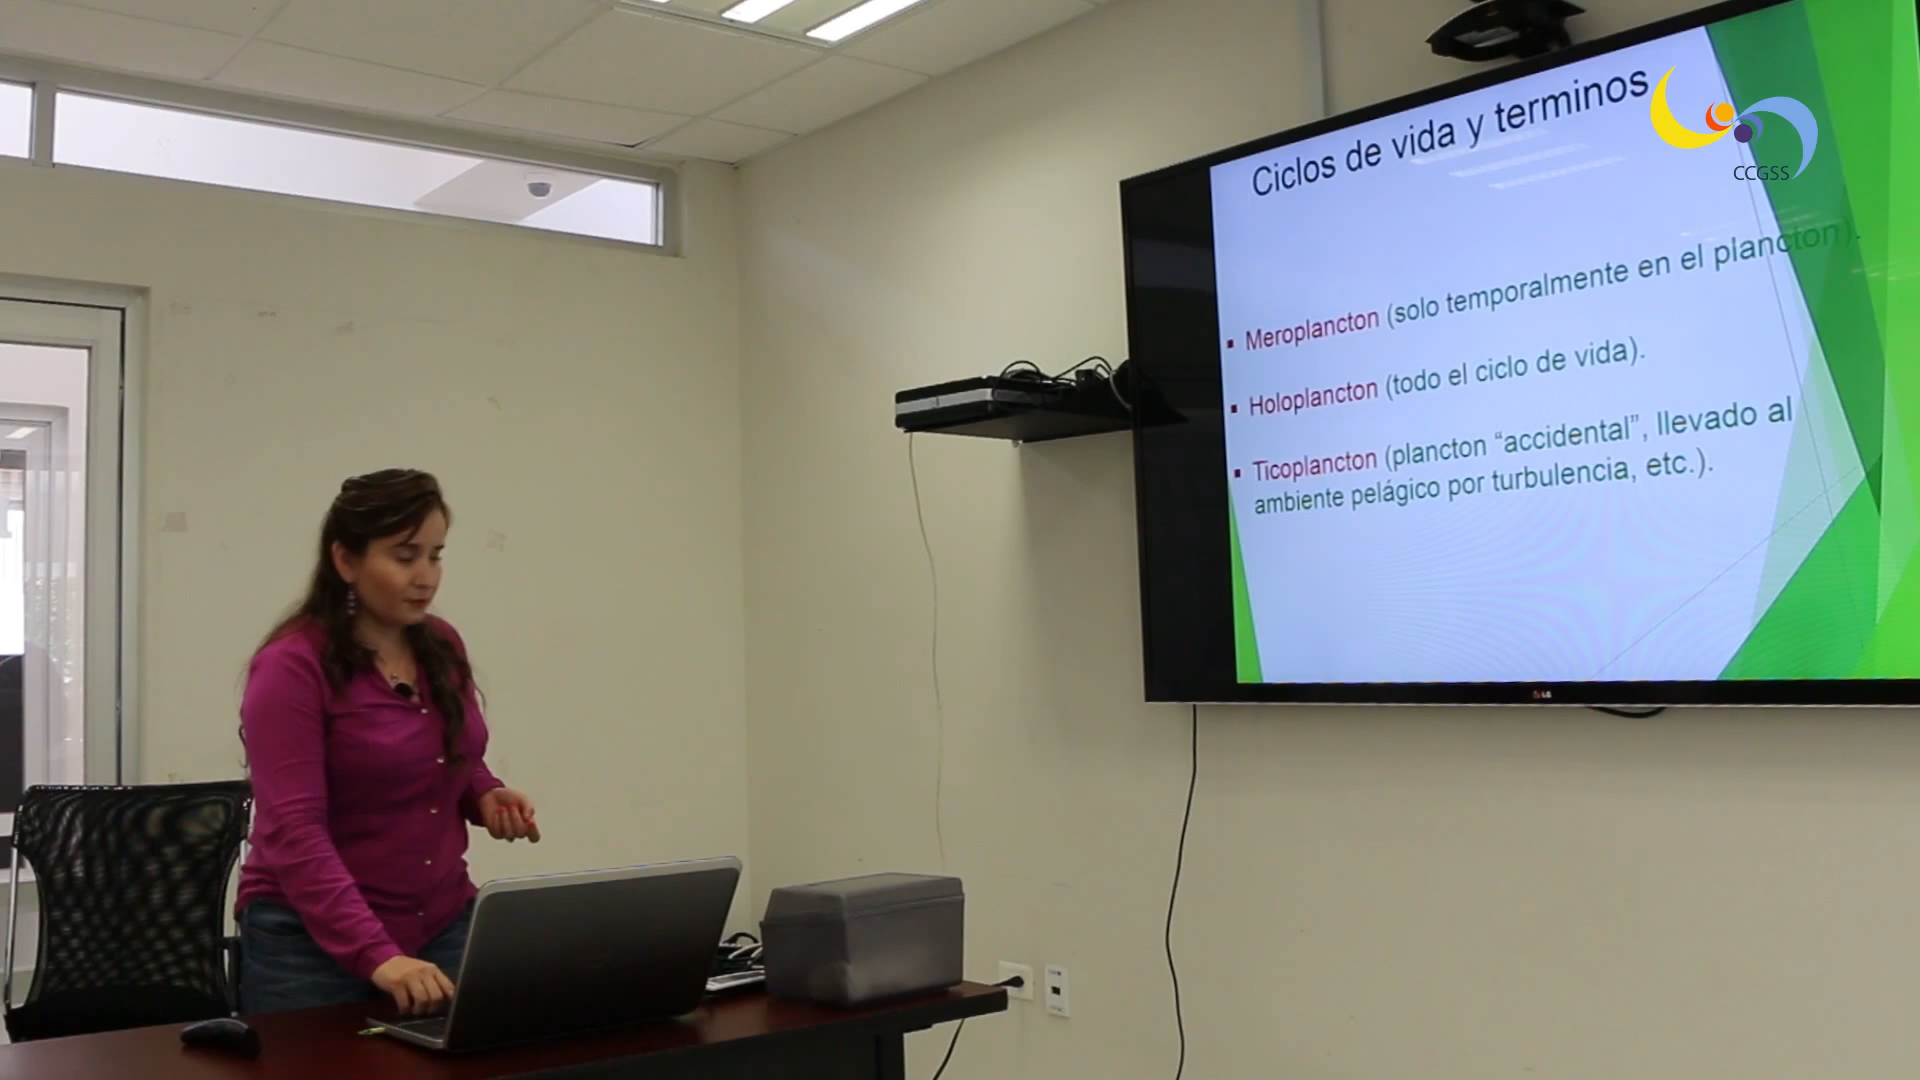 Ciclos de vida y terminos
CCGSS
▪ Meroplancton (solo temporalmente en el plancton).
▪ Holoplancton (todo el ciclo de vida).
▪ Ticoplancton (plancton “accidental”, llevado al
ambiente pelágico por turbulencia, etc.).
LG